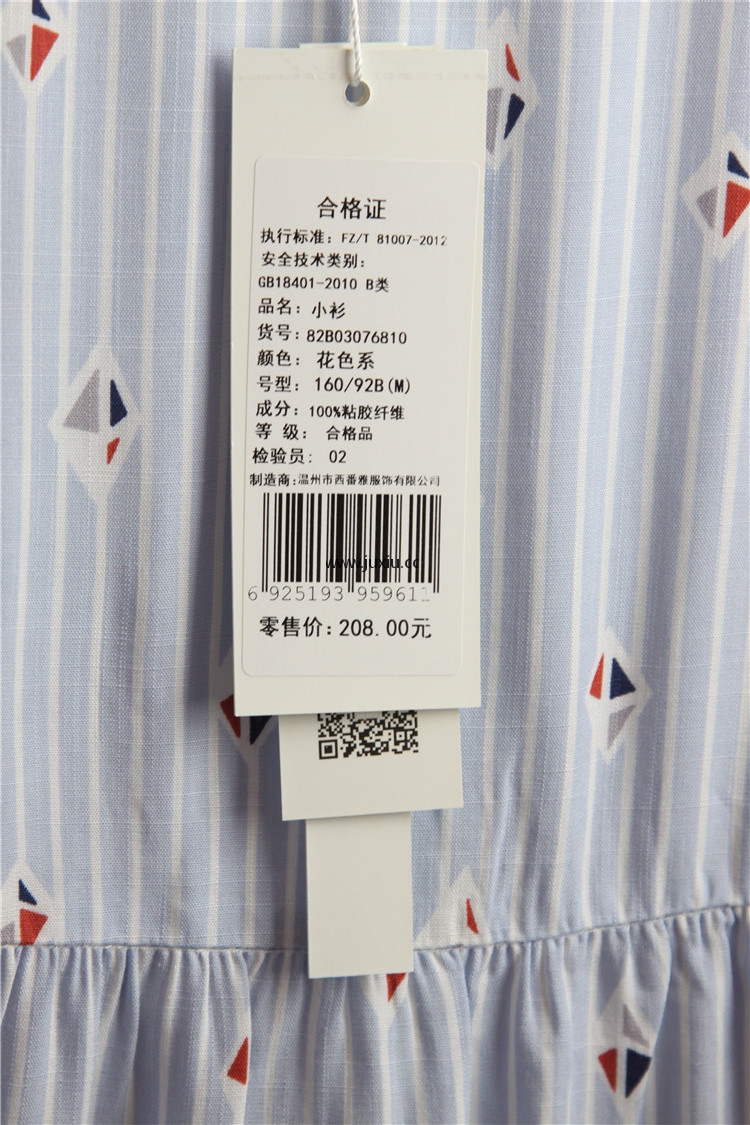 合格证
执行标准：FZ/T 81007-2012
安全技术类别：
GB18401-2010 B类
品名：小衫
货号：82B03076810
颜色：花色系
号型：160/92B(M)
成分：100%粘胶纤维
等 级：合格品
检验员：02
制造商：温州市西番雅服饰有限公司
www.juxiu.cc
6 925193 959611
零售价：208.00元